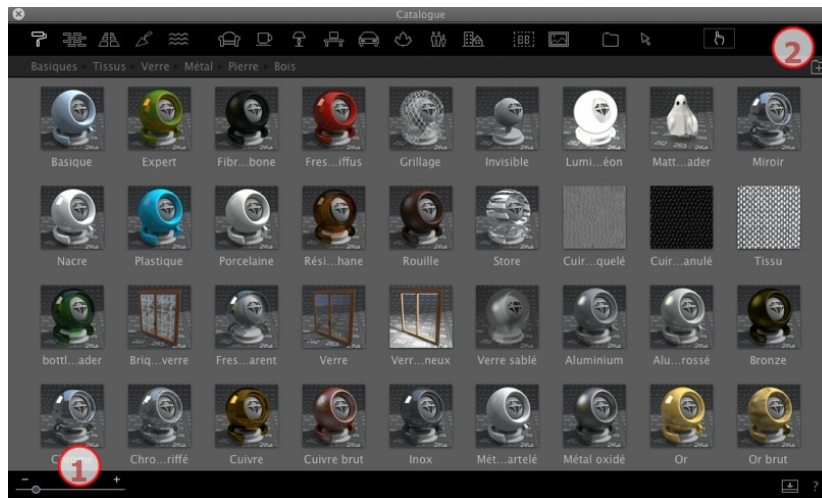 Catalogue
2
Basiques Tissus Verre Métal Pierre Bois
Basique Expert Fibr...bone Fres...iffus Grillage Invisible Lumi...éon Matt...ader Miroir
Nacre Plastique Porcelaine Rési...hane Rouille Store Cuir...quelé Cuir...anulé Tissu
bottl...ader Briq...verre Fres...arent Verre Verr...neux Verre sablé Aluminium Alu...rossé Bronze
Chrome Chro...riffé Cuivre Cuivre brut Inox Mét...artelé Métal oxidé Or Or brut
1
- + ?